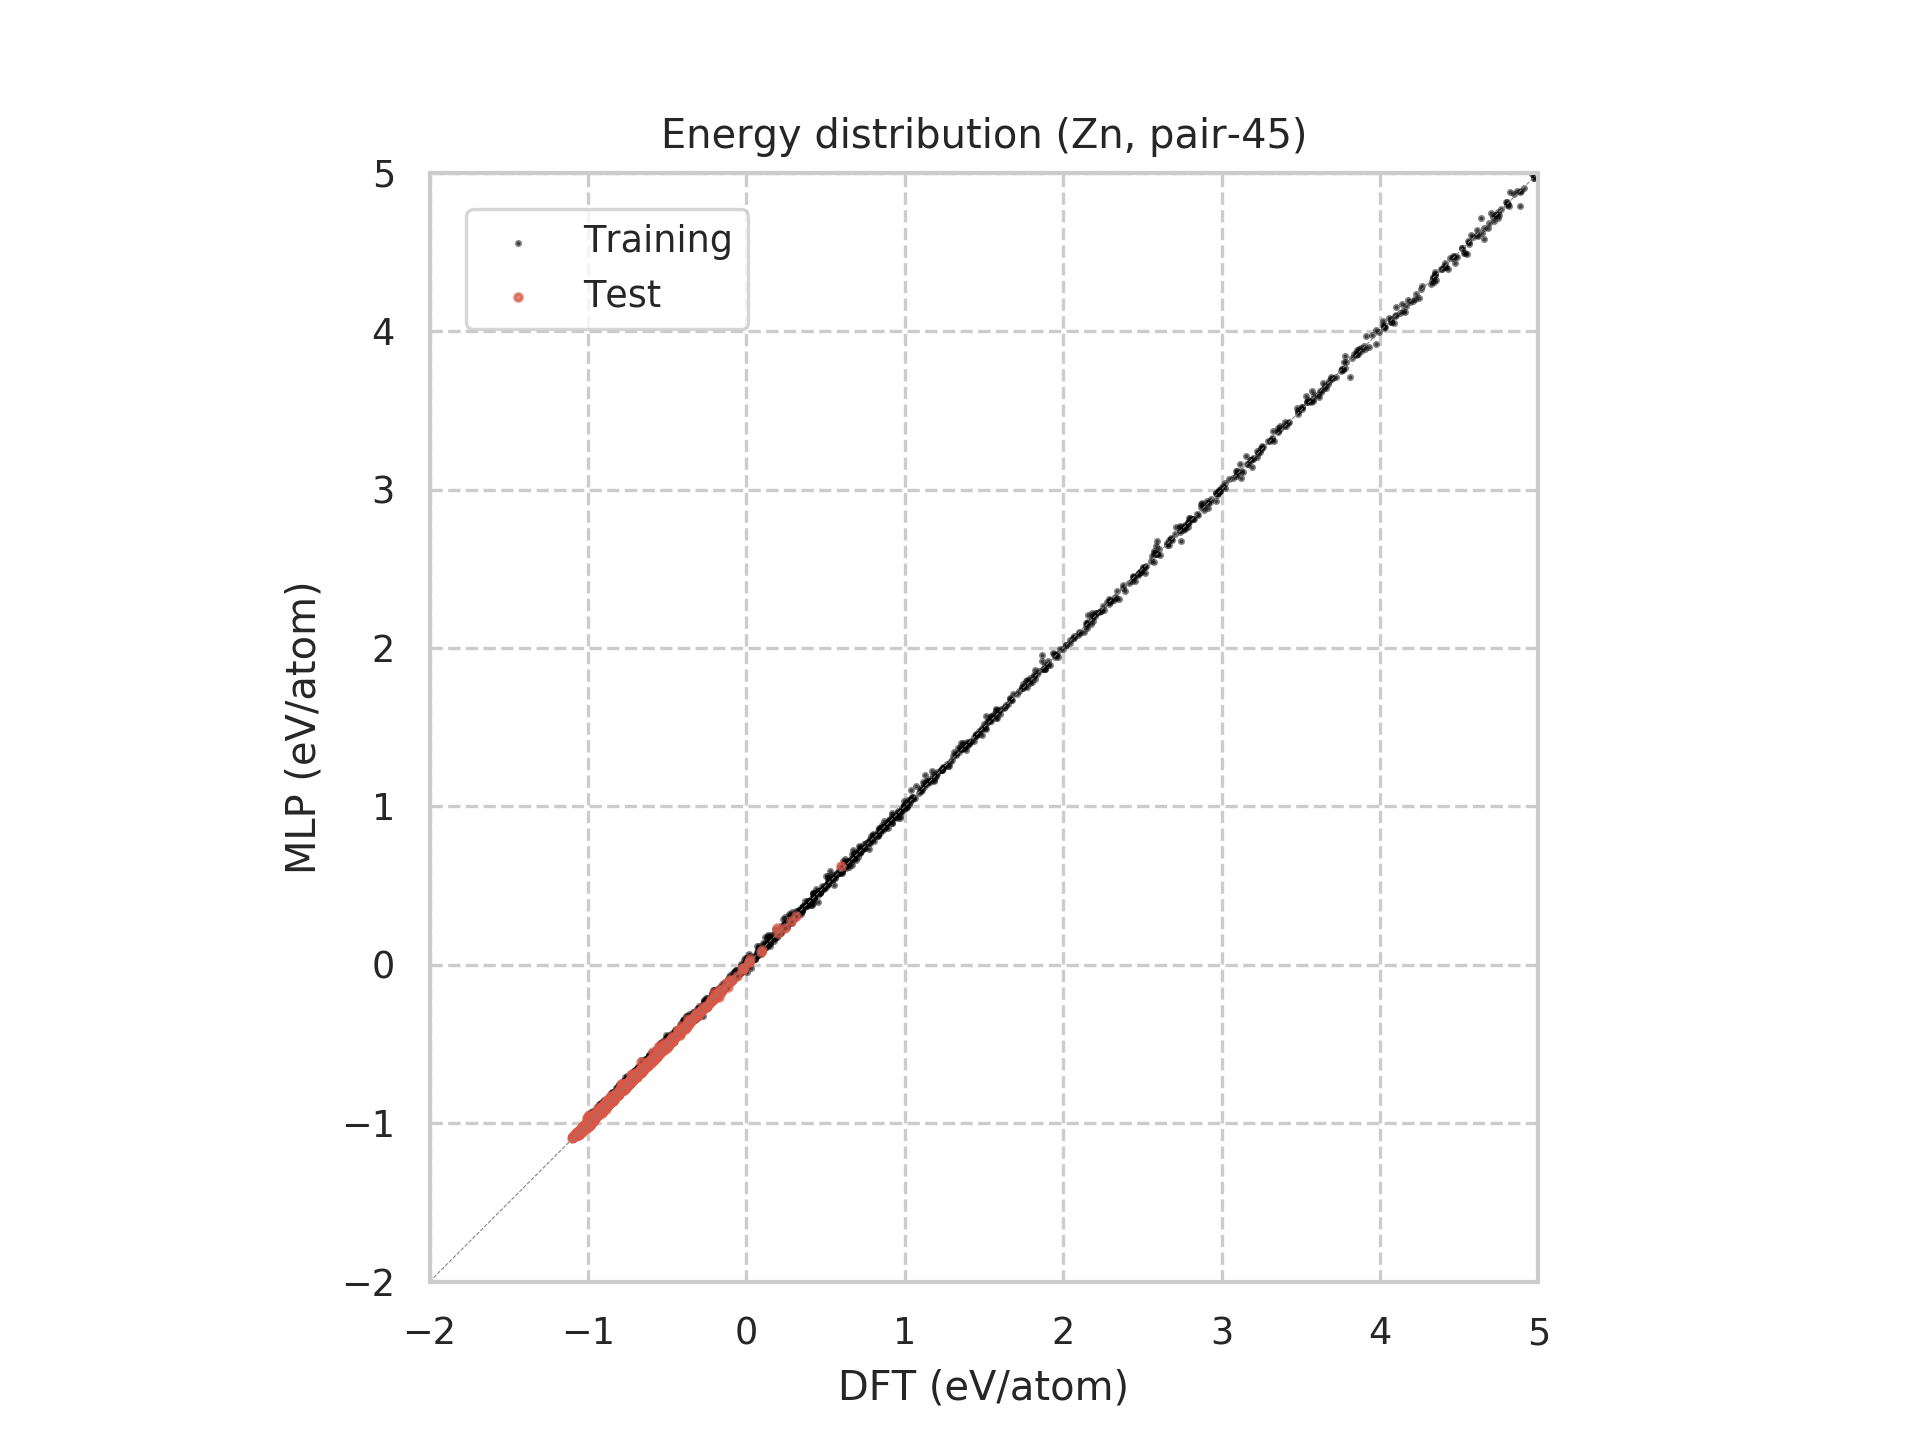 Energy distribution (Zn, pair-45)
5
4
3
2
1
0
−1
−2
Training
Test
MLP (eV/atom)
−2 −1 0 1 2 3 4 5
DFT (eV/atom)